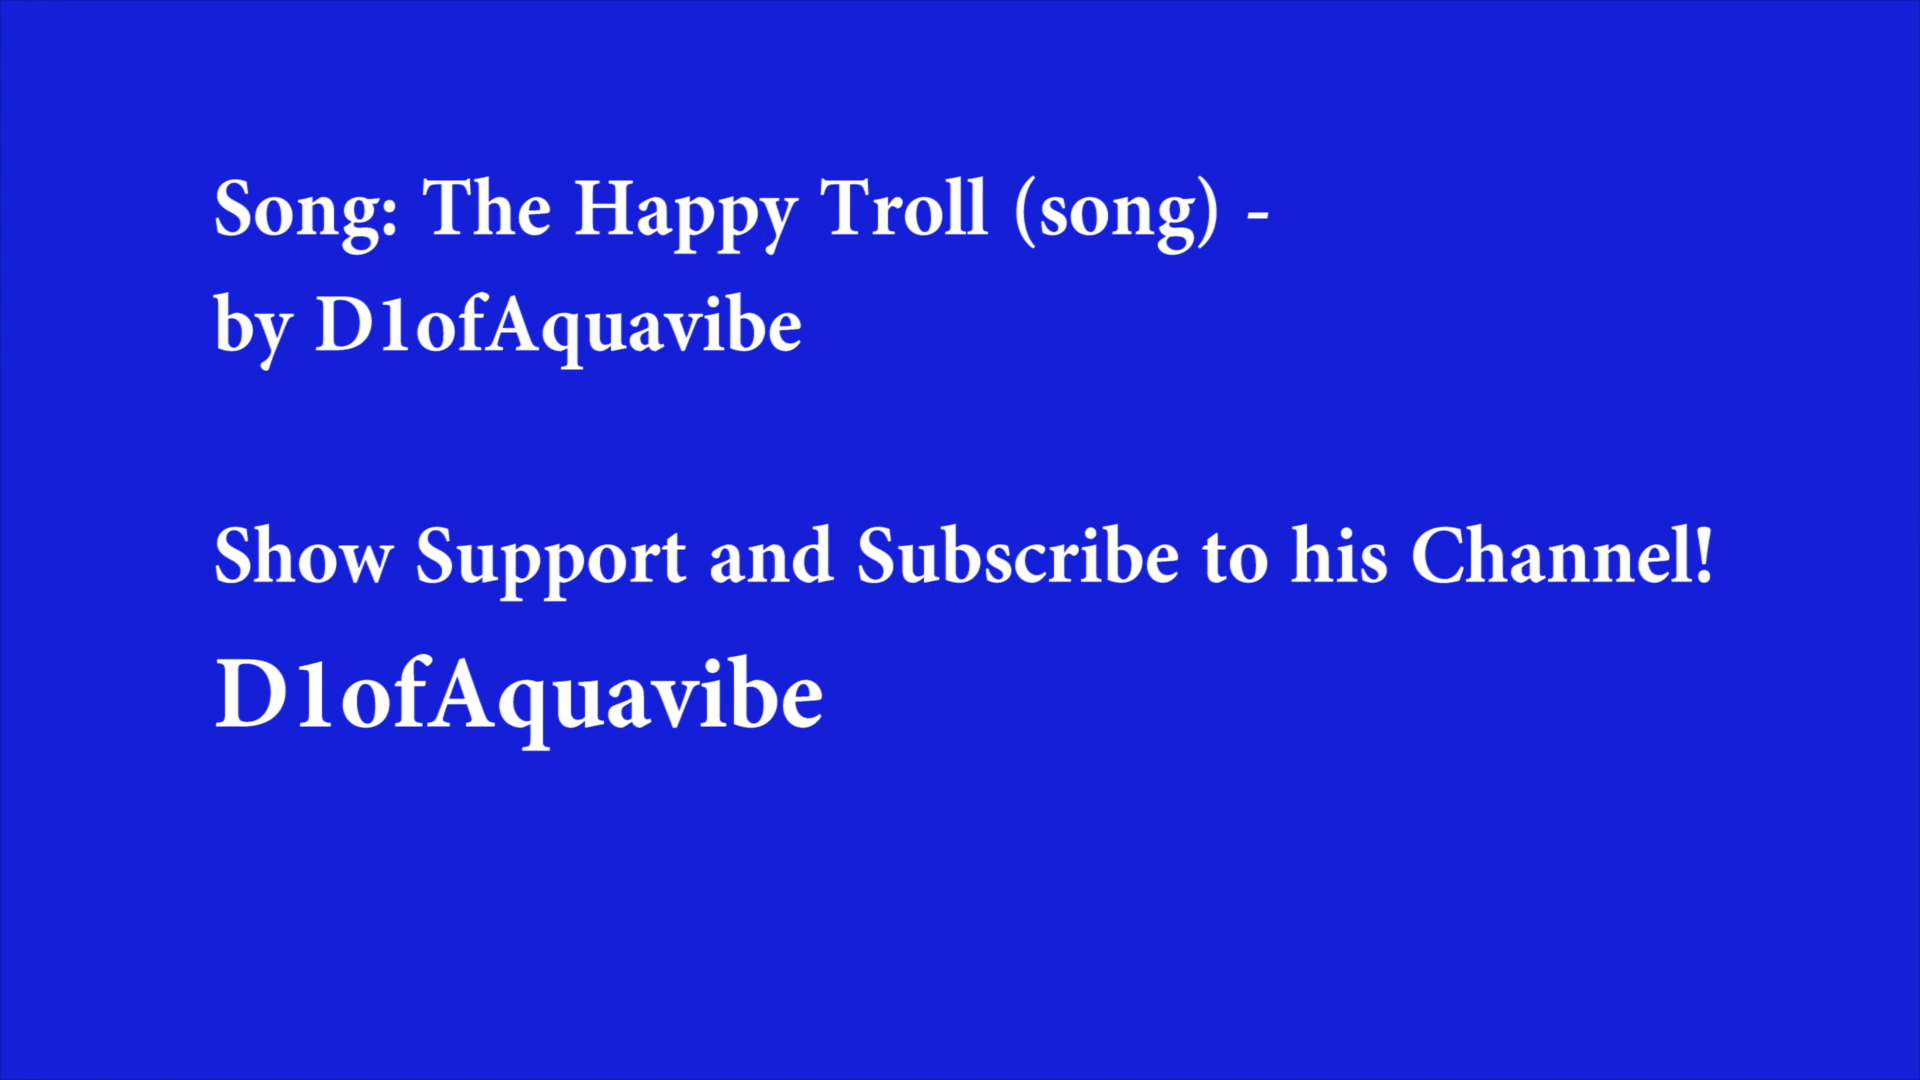 Song: The Happy Troll (song) -
by D1ofAquavibe
Show Support and Subscribe to his Channel!
D1ofAquavibe